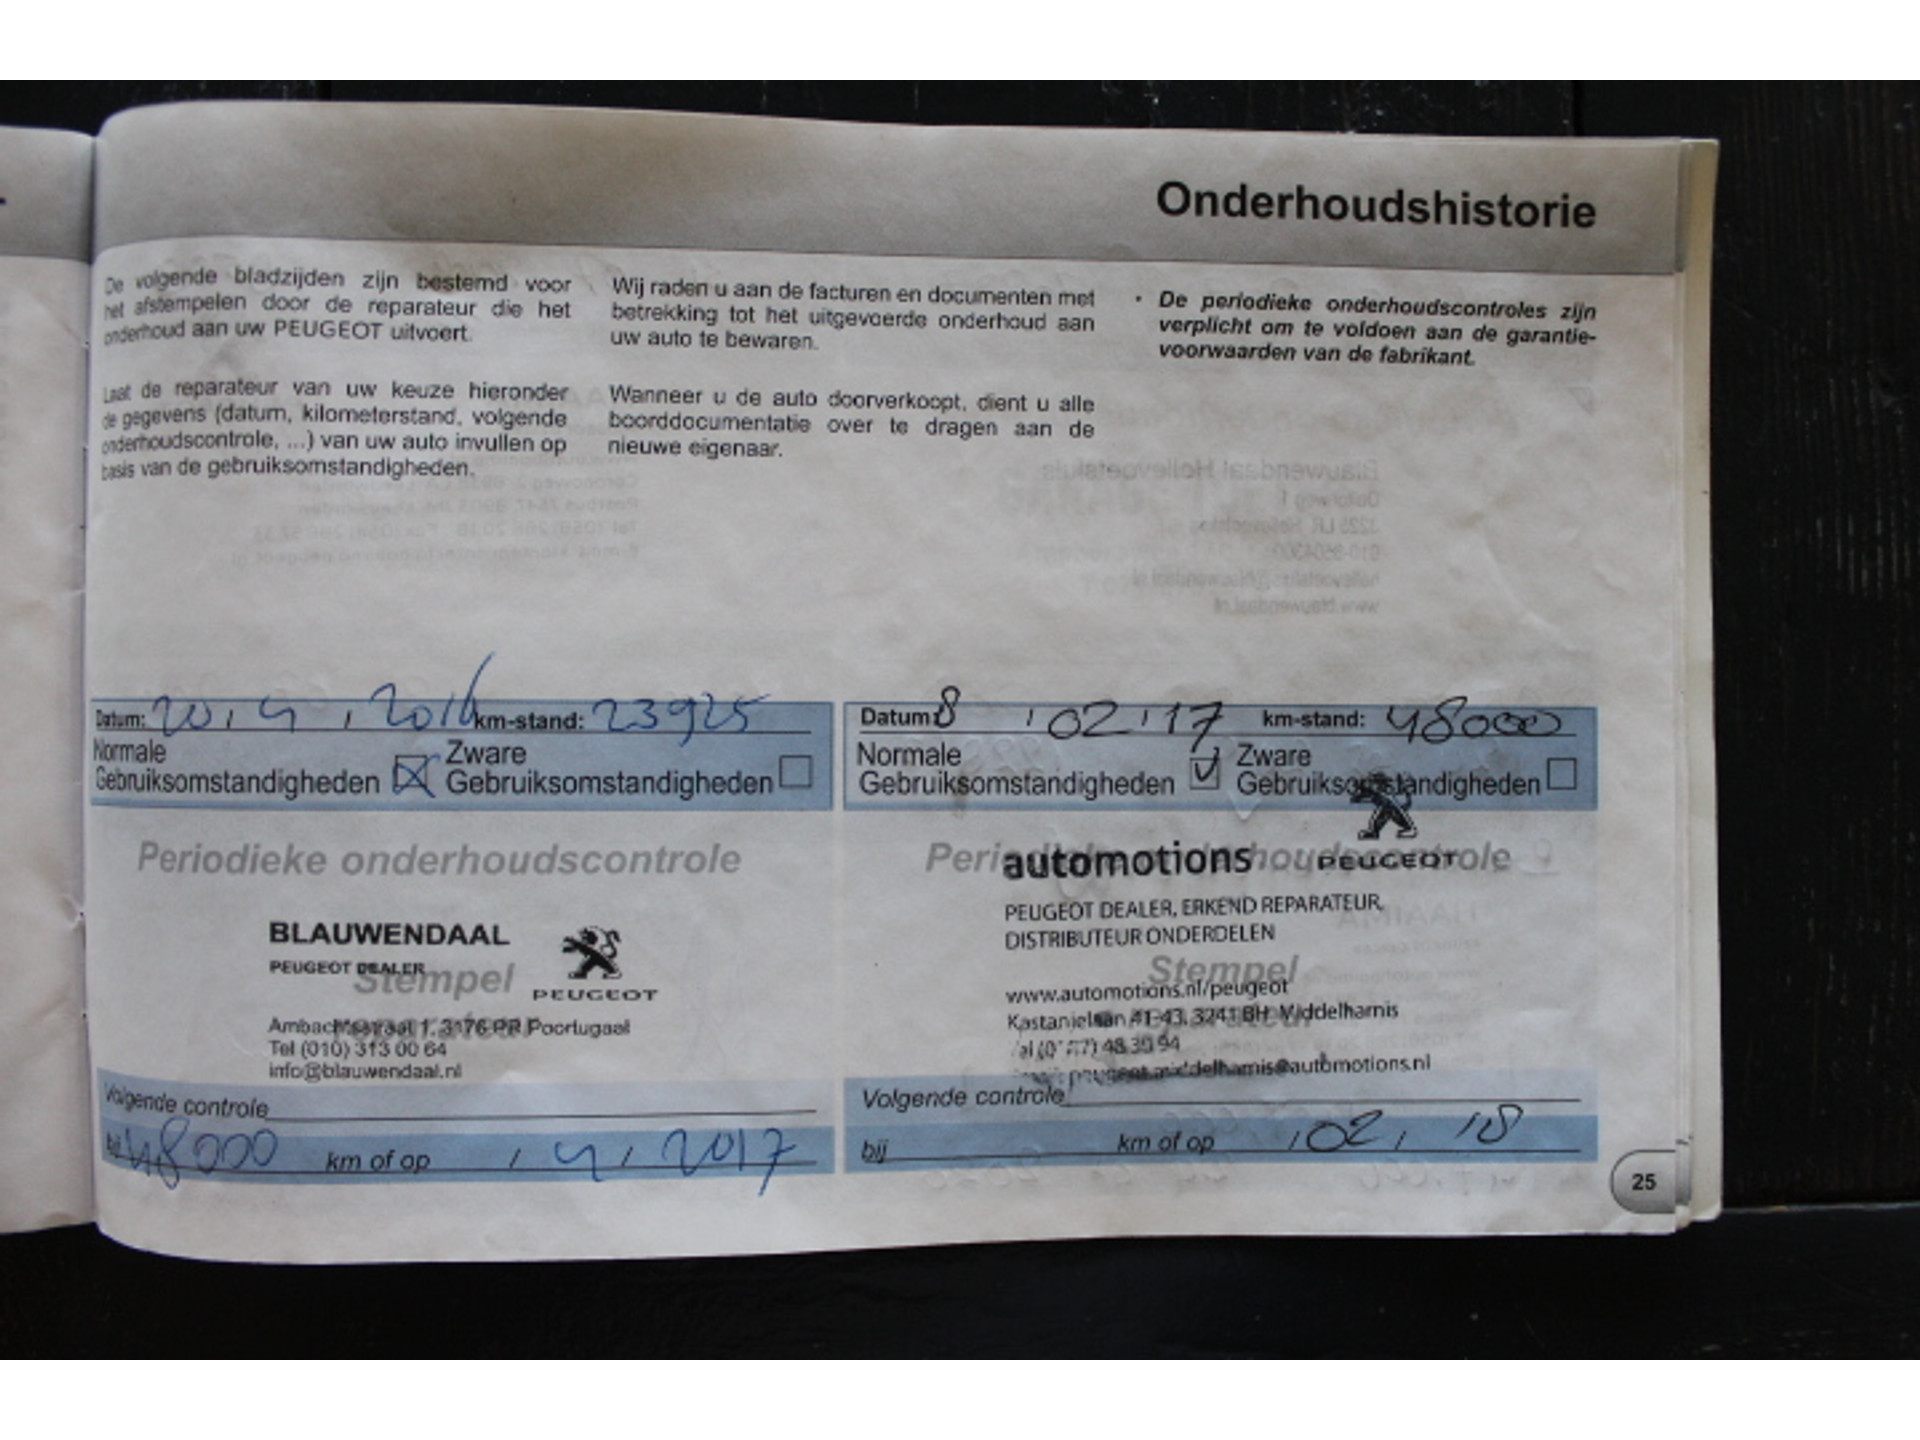 Onderhoudshistorie
De volgende bladzijden zijn bestemd voor
het afstempelen door de reparateur die het
onderhoud aan uw PEUGEOT uitvoert.
Laat de reparateur van uw keuze hieronder
de gegevens (datum, kilometerstand, volgende
onderhoudscontrole, ...) van uw auto invullen op
basis van de gebruiksomstandigheden.
Wij raden u aan de facturen en documenten met
betrekking tot het uitgevoerde onderhoud aan
uw auto te bewaren.
Wanneer u de auto doorverkoopt, dient u alle
boorddocumentatie over te dragen aan de
nieuwe eigenaar.
• De periodieke onderhoudscontroles zijn
verplicht om te voldoen aan de garantie-
voorwaarden van de fabrikant.
Datum: 20 / 4 / 2016 km-stand: 23925
Normale Zware
Gebruiksomstandigheden Gebruiksomstandigheden
Periodieke onderhoudscontrole
BLAUWENDAAL
PEUGEOT DEALER
Stempel
PEUGEOT
reparateur
Ambachtsstraat 1, 3176 PR Poortugaal
Tel (010) 313 00 64
info@blauwendaal.nl
Volgende controle
bij 48000 km of op / 4 / 2017
Datum: 8 / 02 / 17 km-stand: 48000
Normale Zware
Gebruiksomstandigheden Gebruiksomstandigheden
Periodieke onderhoudscontrole
automotions PEUGEOT
PEUGEOT DEALER, ERKEND REPARATEUR,
DISTRIBUTEUR ONDERDELEN
Stempel
www.automotions.nl/peugeot
reparateur
Kastanjelaan 41-43, 3241 BH Middelharnis
48 30 94
peugeot.middelharnis@automotions.nl
Volgende controle
bij km of op / 02 / 18
25